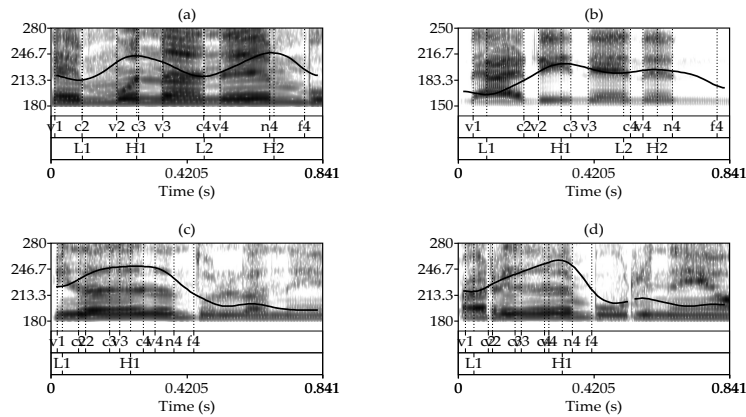 (a)
280
246.7
213.3
180
v1 c2 v2 c3 v3 c4 v4 n4 f4
L1 H1 L2 H2
0 0.4205 0.841
Time (s)
(b)
250
216.7
183.3
150
v1 c2 v2 c3 v3 c4 v4 n4 f4
L1 H1 L2 H2
0 0.4205 0.841
Time (s)
(c)
280
246.7
213.3
180
v1 c2 v2 c3 v3 c4 v4 n4 f4
L1 H1
0 0.4205 0.841
Time (s)
(d)
280
246.7
213.3
180
v1 c2 v2 c3 v3 c4 v4 n4 f4
L1 H1
0 0.4205 0.841
Time (s)